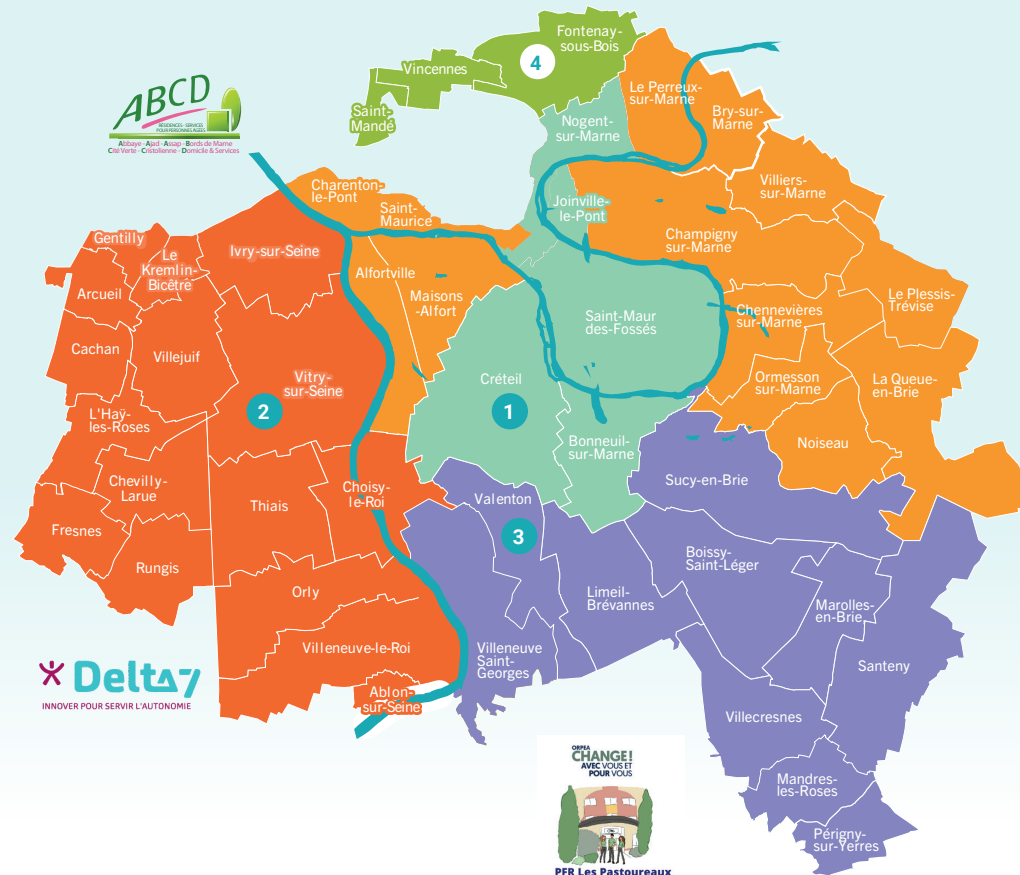 Fontenay-
sous-Bois
4
Vincennes
Saint-
Mandé
Le Perreux-
sur-Marne
Bry-sur-
Marne
Nogent-
sur-Marne
ABCD
RÉSIDENCES - SERVICES
POUR PERSONNES AGÉES
Abbaye - Ajad - Assap - Bords de Marne
Cité Verte - Cristolienne - Domicile & Services
Charenton-
le-Pont
Saint-
Maurice
Joinville-
le-Pont
Villiers-
sur-Marne
Champigny
sur-Marne
Gentilly
Le
Kremlin-
Bicêtre
Ivry-sur-Seine
Alfortville
Maisons
-Alfort
Arcueil
Cachan
Villejuif
Saint-Maur
des-Fossés
Chennevières
sur-Marne
Le Plessis-
Trévise
Vitry-
sur-Seine
2
Créteil
1
Ormesson
sur-Marne
La Queue-
en-Brie
L'Haÿ-
les-Roses
Bonneuil-
sur-Marne
Noiseau
Chevilly-
Larue
Thiais
Choisy-
le-Roi
Valenton
3
Sucy-en-Brie
Fresnes
Rungis
Orly
Limeil-
Brévannes
Boissy-
Saint-Léger
Marolles-
en-Brie
Villeneuve-le-Roi
Villeneuve
Saint-
Georges
Santeny
Ablon-
sur-Seine
Villecresnes
Delta7
INNOVER POUR SERVIR L'AUTONOMIE
Mandres-
les-Roses
Périgny-
sur-Yerres
ORPEA
CHANGE!
AVEC VOUS ET
POUR VOUS
PFR Les Pastoureaux